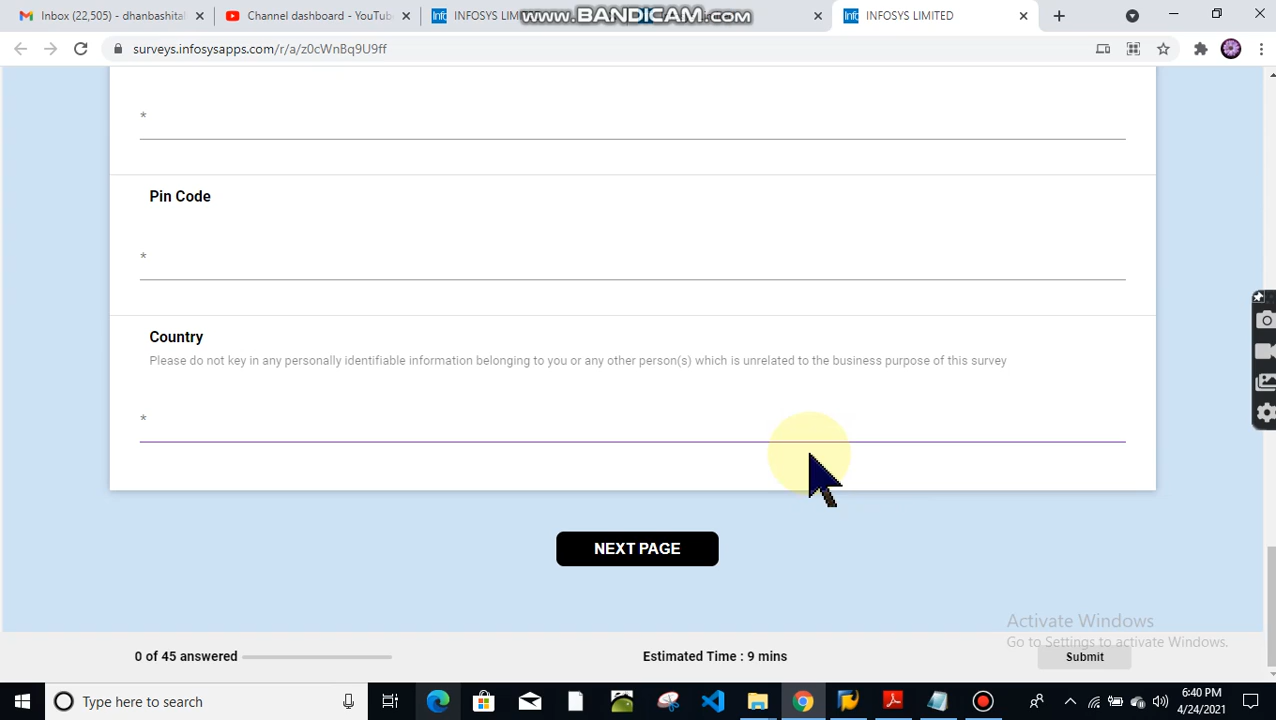 Inbox (22,505) - dhanbashital
Channel dashboard - YouTube
INFOSYS LIM
www.BANDICAM.com
INFOSYS LIMITED
surveys.infosysapps.com/r/a/z0cWnBq9U9ff
*
Pin Code
*
Country
Please do not key in any personally identifiable information belonging to you or any other person(s) which is unrelated to the business purpose of this survey
*
NEXT PAGE
Activate Windows
Go to Settings to activate Windows.
0 of 45 answered
Estimated Time : 9 mins
Submit
Type here to search
6:40 PM
4/24/2021